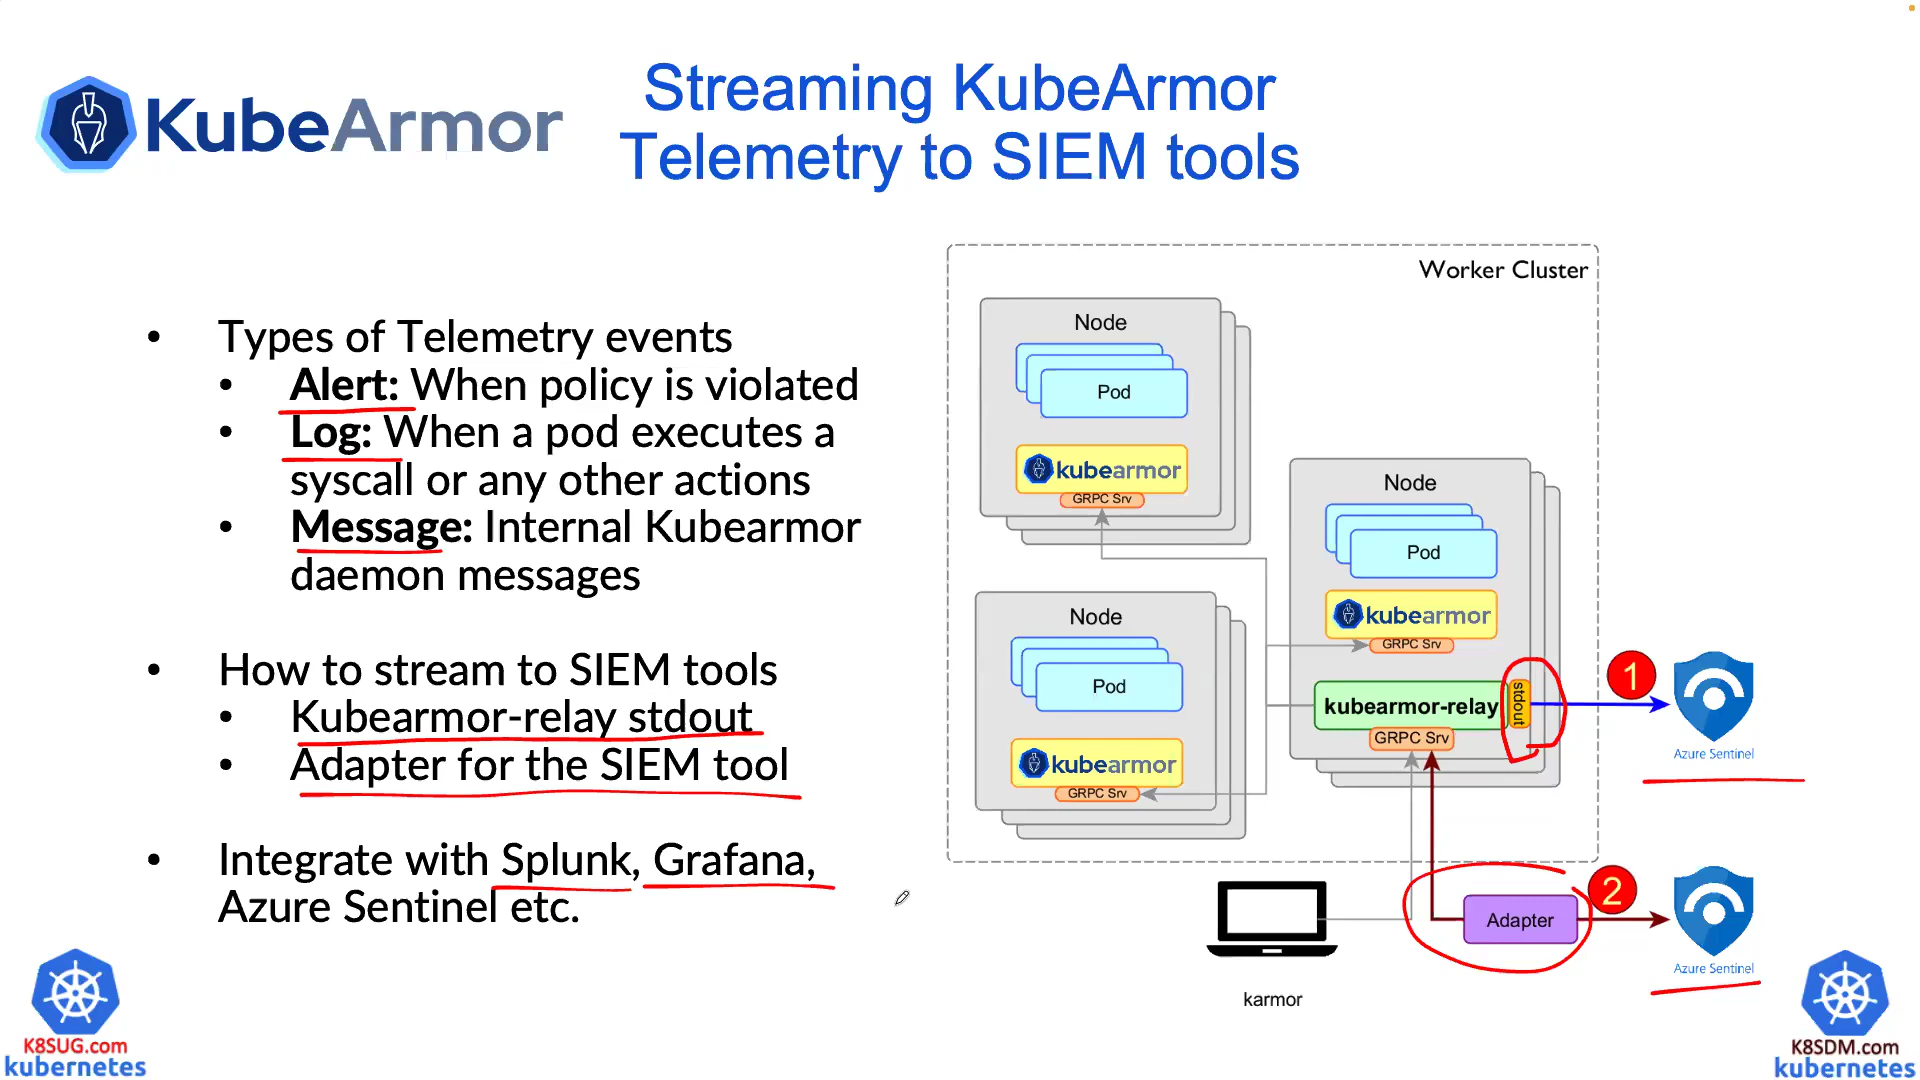 KubeArmor
Streaming KubeArmor
Telemetry to SIEM tools
• Types of Telemetry events
• Alert: When policy is violated
• Log: When a pod executes a
syscall or any other actions
• Message: Internal Kubearmor
daemon messages
• How to stream to SIEM tools
• Kubearmor-relay stdout
• Adapter for the SIEM tool
• Integrate with Splunk, Grafana,
Azure Sentinel etc.
Worker Cluster
Node
Pod
kubearmor
GRPC Srv
Node
Pod
kubearmor
GRPC Srv
Node
Pod
kubearmor
GRPC Srv
kubearmor-relay
stdout
GRPC Srv
1
Azure Sentinel
Adapter
2
Azure Sentinel
karmor
K8SUG.com
kubernetes
K8SDM.com
kubernetes